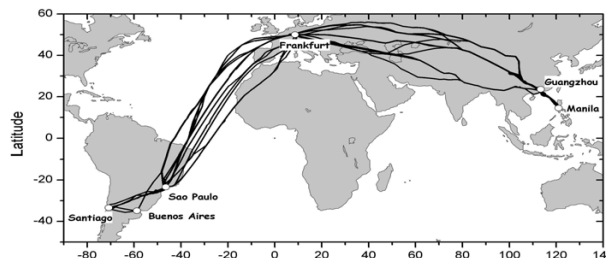 60
40
20
0
-20
-40
Latitude
Frankfurt
Guangzhou
Manila
Sao Paulo
Santiago
Buenos Aires
-80 -60 -40 -20 0 20 40 60 80 100 120 140